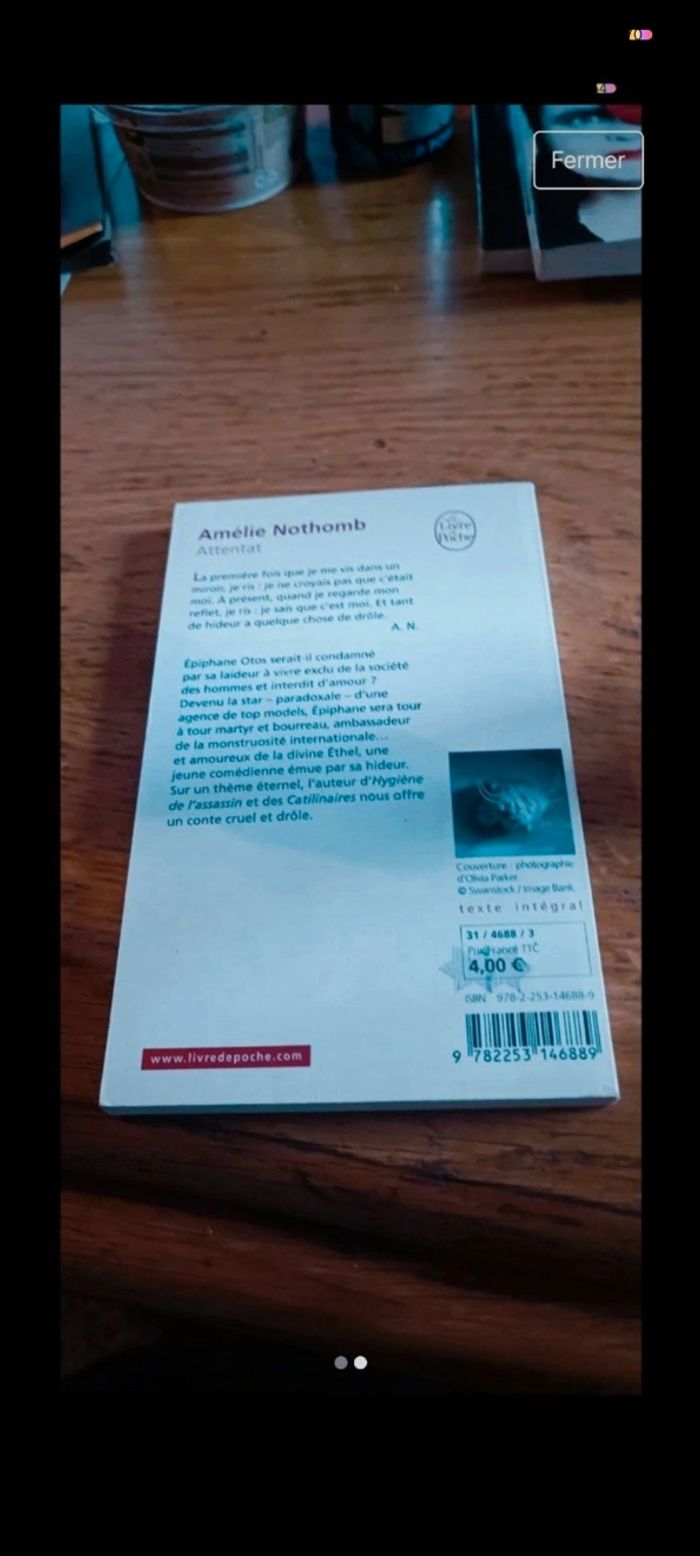 Fermer
Amélie Nothomb
Attentat
Le
Livre
de
Poche
La première fois que je me vis dans un
miroir, je ris : je ne croyais pas que c'était
moi. À présent, quand je regarde mon
reflet, je ris : je sais que c'est moi. Et tant
de hideur a quelque chose de drôle.
A. N.
Épiphane Otos serait-il condamné
par sa laideur à vivre exclu de la société
des hommes et interdit d'amour ?
Devenu la star – paradoxale – d'une
agence de top models, Épiphane sera tour
à tour martyr et bourreau, ambassadeur
de la monstruosité internationale...
et amoureux de la divine Éthel, une
jeune comédienne émue par sa hideur.
Sur un thème éternel, l'auteur d'Hygiène
de l'assassin et des Catilinaires nous offre
un conte cruel et drôle.
Couverture : photographie
d'Olivia Parker
© Swanstock / Image Bank.
texte intégral
31 / 4688 / 3
Prix France TTC
4,00 €
ISBN 978-2-253-14688-9
9 782253 146889
www.livredepoche.com